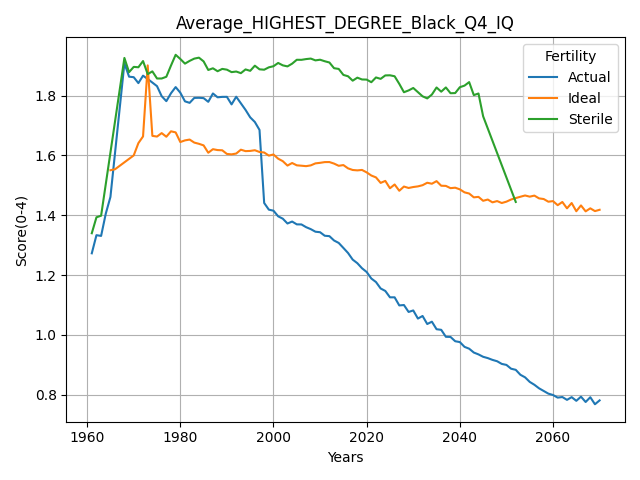 Average_HIGHEST_DEGREE_Black_Q4_IQ
Fertility
Actual
Ideal
Sterile
Score(0-4)
1.8
1.6
1.4
1.2
1.0
0.8
1960 1980 2000 2020 2040 2060
Years